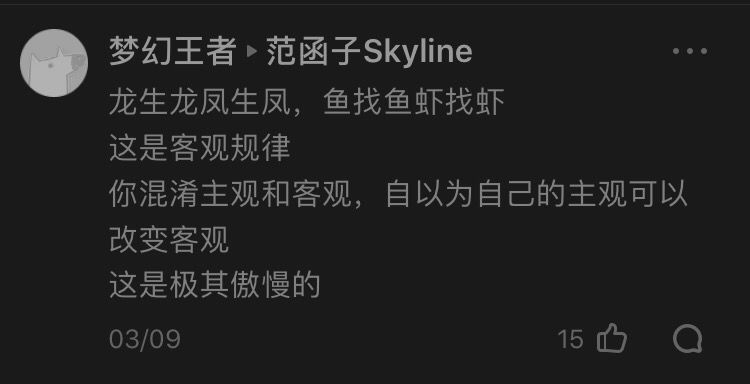 梦幻王者 ▸ 范函子Skyline
龙生龙凤生凤，鱼找鱼虾找虾
这是客观规律
你混淆主观和客观，自以为自己的主观可以
改变客观
这是极其傲慢的
03/09
15